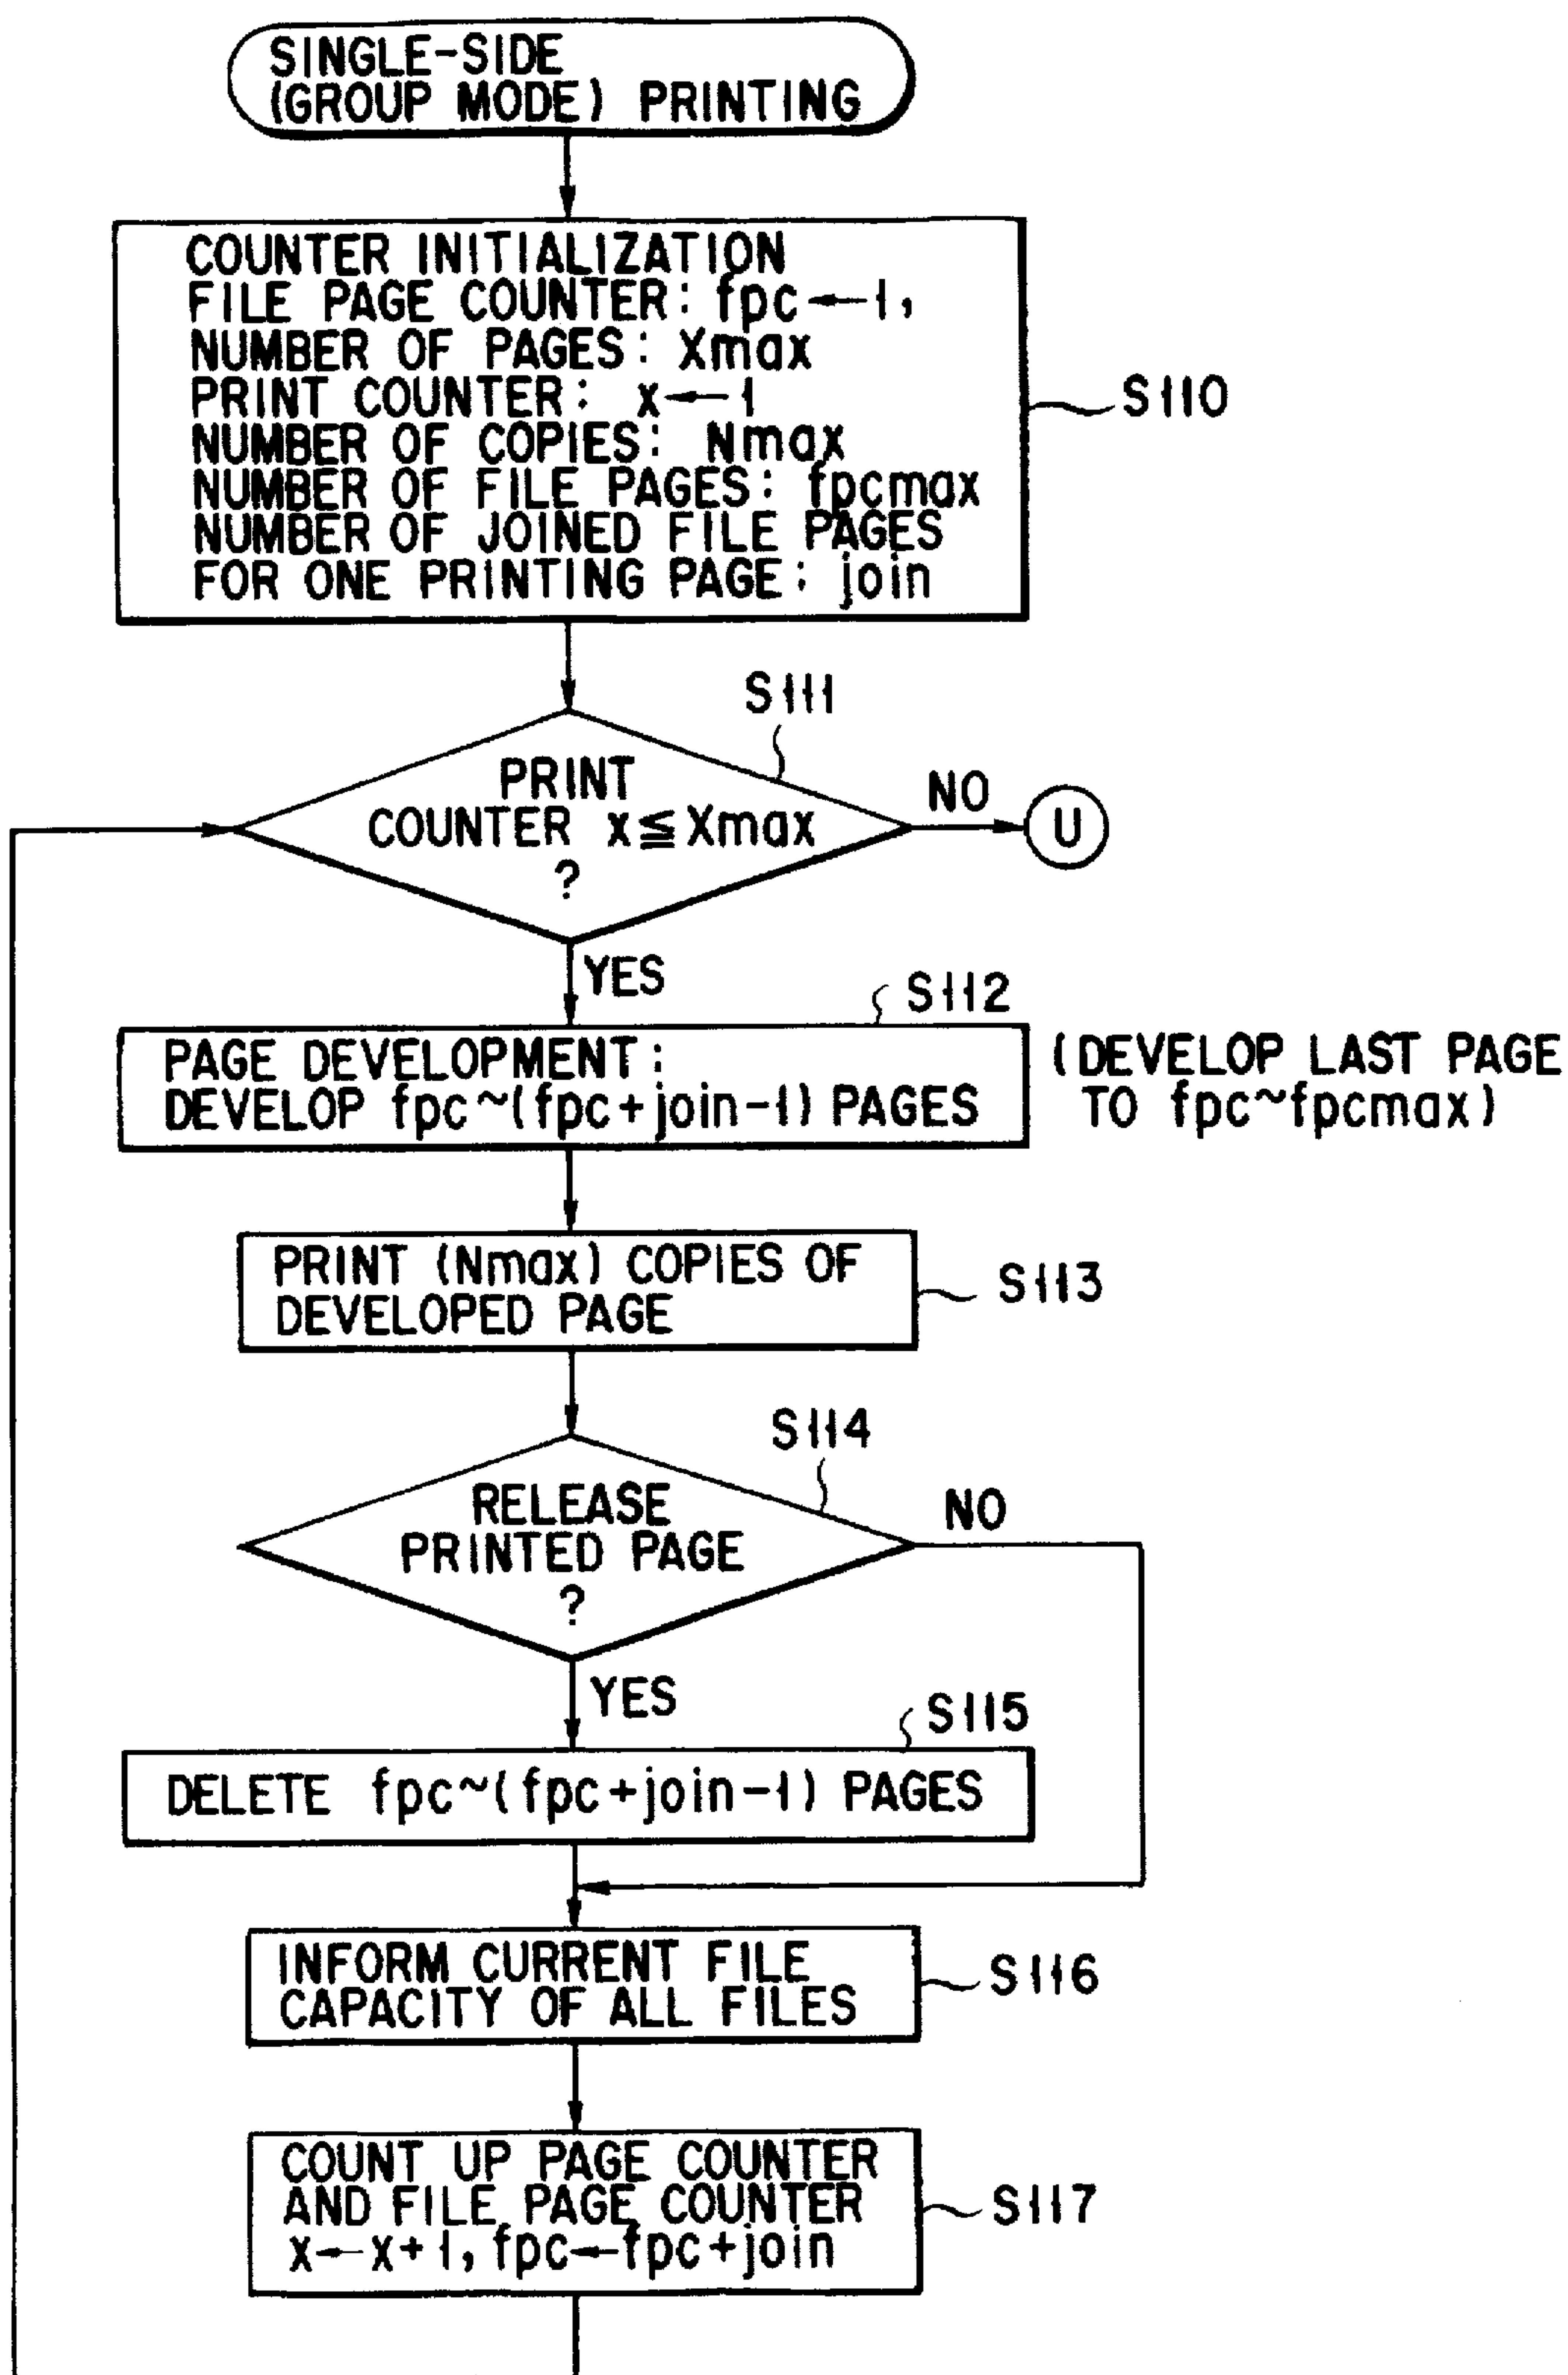 SINGLE-SIDE
(GROUP MODE) PRINTING
COUNTER INITIALIZATION
FILE PAGE COUNTER: fpc←1,
NUMBER OF PAGES: Xmax
PRINT COUNTER: x←1
NUMBER OF COPIES: Nmax
NUMBER OF FILE PAGES: fpcmax
NUMBER OF JOINED FILE PAGES
FOR ONE PRINTING PAGE: join
S110
S111
PRINT
COUNTER x≦Xmax
?
NO
U
YES
S112
PAGE DEVELOPMENT:
DEVELOP fpc~(fpc+join-1) PAGES
(DEVELOP LAST PAGE
TO fpc~fpcmax)
PRINT (Nmax) COPIES OF
DEVELOPED PAGE
S113
S114
RELEASE
PRINTED PAGE
?
NO
YES
S115
DELETE fpc~(fpc+join-1) PAGES
INFORM CURRENT FILE
CAPACITY OF ALL FILES
S116
COUNT UP PAGE COUNTER
AND FILE PAGE COUNTER
x←x+1, fpc←fpc+join
S117